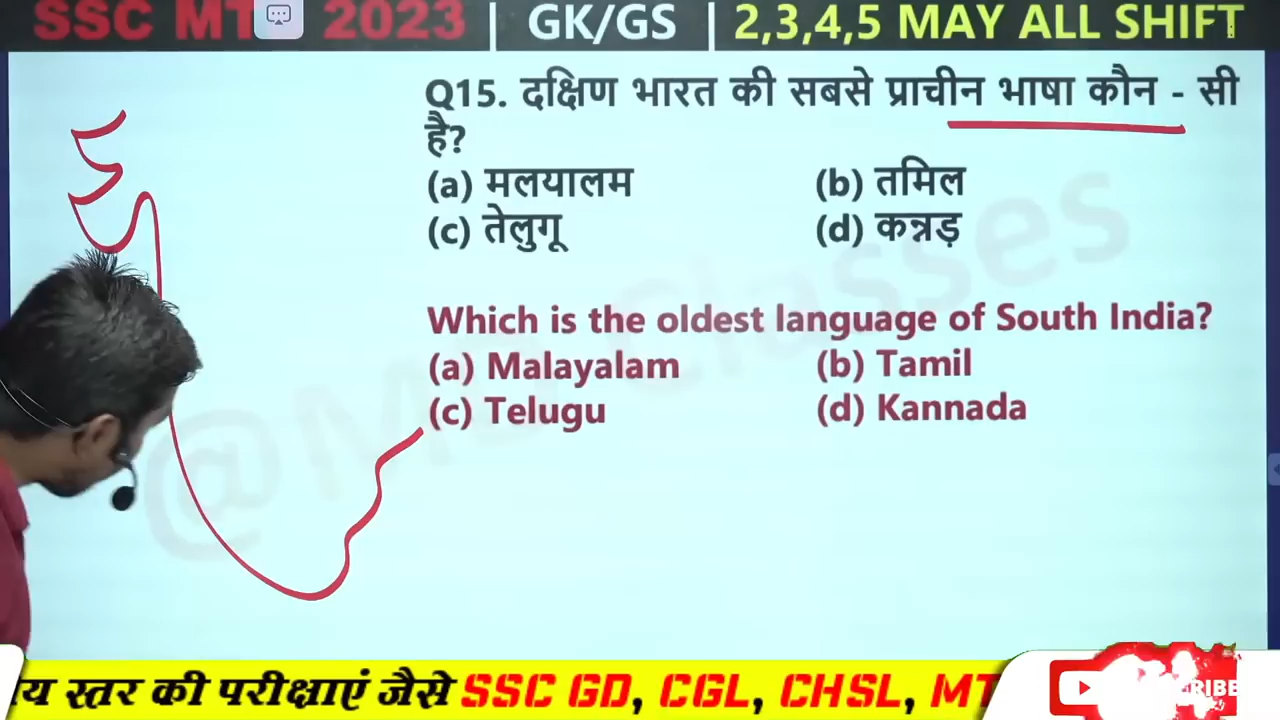 SSC MT 2023 | GK/GS | 2,3,4,5 MAY ALL SHIFT
Q15. दक्षिण भारत की सबसे प्राचीन भाषा कौन - सी
है?
(a) मलयालम (b) तमिल
(c) तेलुगू (d) कन्नड़
Which is the oldest language of South India?
(a) Malayalam (b) Tamil
(c) Telugu (d) Kannada
@MD Classes
य स्तर की परीक्षाएं जैसे SSC GD, CGL, CHSL, MT